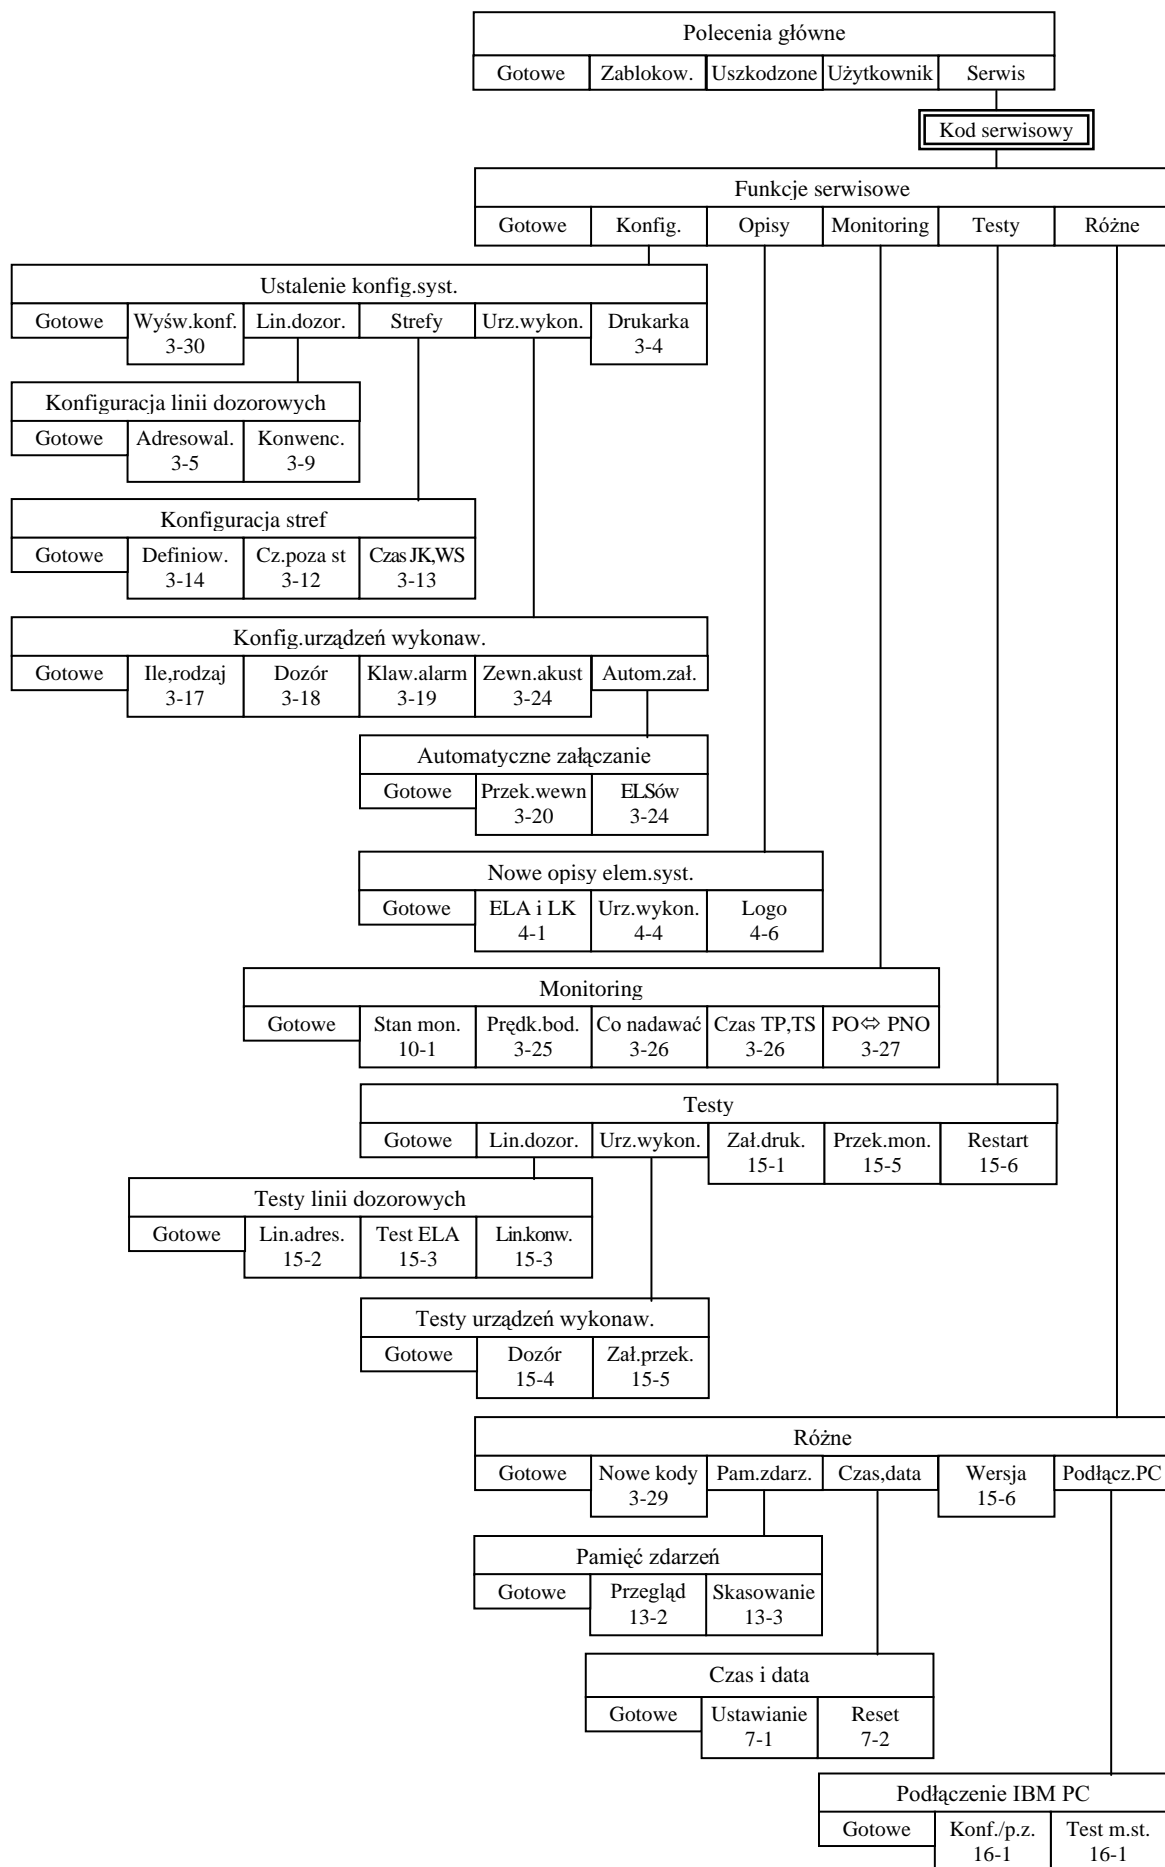 Polecenia główne
Gotowe Zablokow. Uszkodzone Użytkownik Serwis
Kod serwisowy
Funkcje serwisowe
Gotowe Konfig. Opisy Monitoring Testy Różne
Ustalenie konfig.syst.
Gotowe Wyśw.konf. Lin.dozor. Strefy Urz.wykon. Drukarka
3-30 3-4
Konfiguracja linii dozorowych
Gotowe Adresowal. Konwenc.
3-5 3-9
Konfiguracja stref
Gotowe Definiow. Cz.poza st Czas JK,WS
3-14 3-12 3-13
Konfig.urządzeń wykonaw.
Gotowe Ile,rodzaj Dozór Klaw.alarm Zewn.akust Autom.zał.
3-17 3-18 3-19 3-24
Automatyczne załączanie
Gotowe Przek.wewn ELSów
3-20 3-24
Nowe opisy elem.syst.
Gotowe ELA i LK Urz.wykon. Logo
4-1 4-4 4-6
Monitoring
Gotowe Stan mon. Prędk.bod. Co nadawać Czas TP,TS PO⇔ PNO
10-1 3-25 3-26 3-26 3-27
Testy
Gotowe Lin.dozor. Urz.wykon. Zał.druk. Przek.mon. Restart
15-1 15-5 15-6
Testy linii dozorowych
Gotowe Lin.adres. Test ELA Lin.konw.
15-2 15-3 15-3
Testy urządzeń wykonaw.
Gotowe Dozór Zał.przek.
15-4 15-5
Różne
Gotowe Nowe kody Pam.zdarz. Czas,data Wersja Podłącz.PC
3-29 15-6
Pamięć zdarzeń
Gotowe Przegląd Skasowanie
13-2 13-3
Czas i data
Gotowe Ustawianie Reset
7-1 7-2
Podłączenie IBM PC
Gotowe Konf./p.z. Test m.st.
16-1 16-1